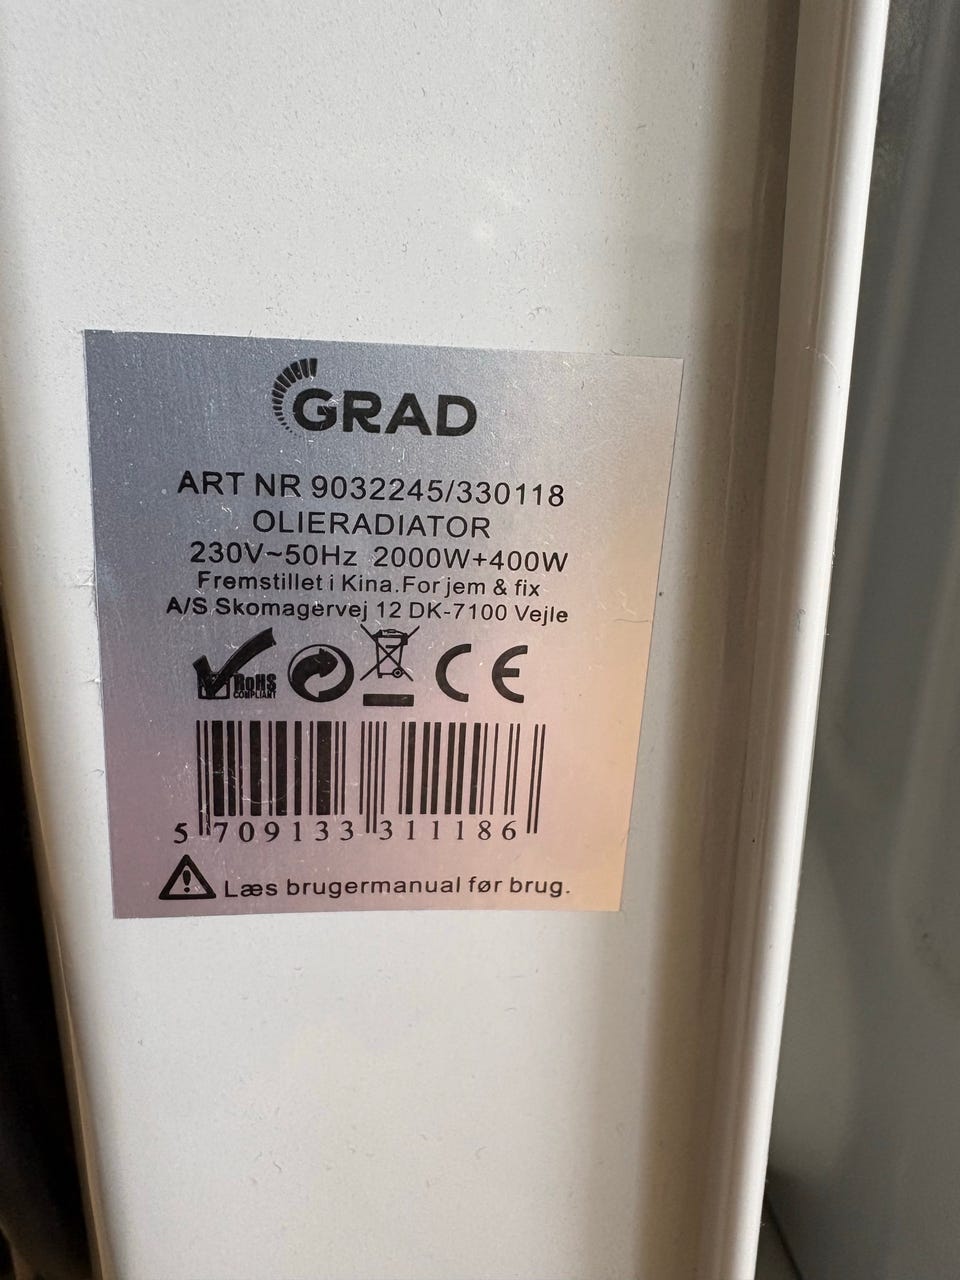 GRAD
ART NR 9032245/330118
OLIERADIATOR
230V~50Hz 2000W+400W
Fremstillet i Kina.For jem & fix
A/S Skomagervej 12 DK-7100 Vejle
RoHS
COMPLIANT
CE
5 709133 311186
Læs brugermanual før brug.